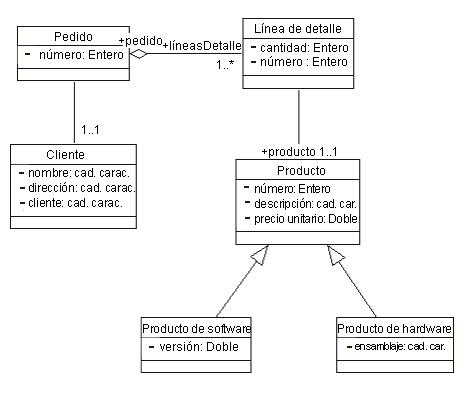 Pedido
- número: Entero
+pedido
+líneasDetalle
1..*
Línea de detalle
- cantidad: Entero
- número : Entero
1..1
Cliente
- nombre: cad. carac.
- dirección: cad. carac.
- cliente: cad. carac.
+producto 1..1
Producto
- número: Entero
- descripción: cad. car.
- precio unitario: Doble
Producto de software
- versión: Doble
Producto de hardware
- ensamblaje: cad. car.